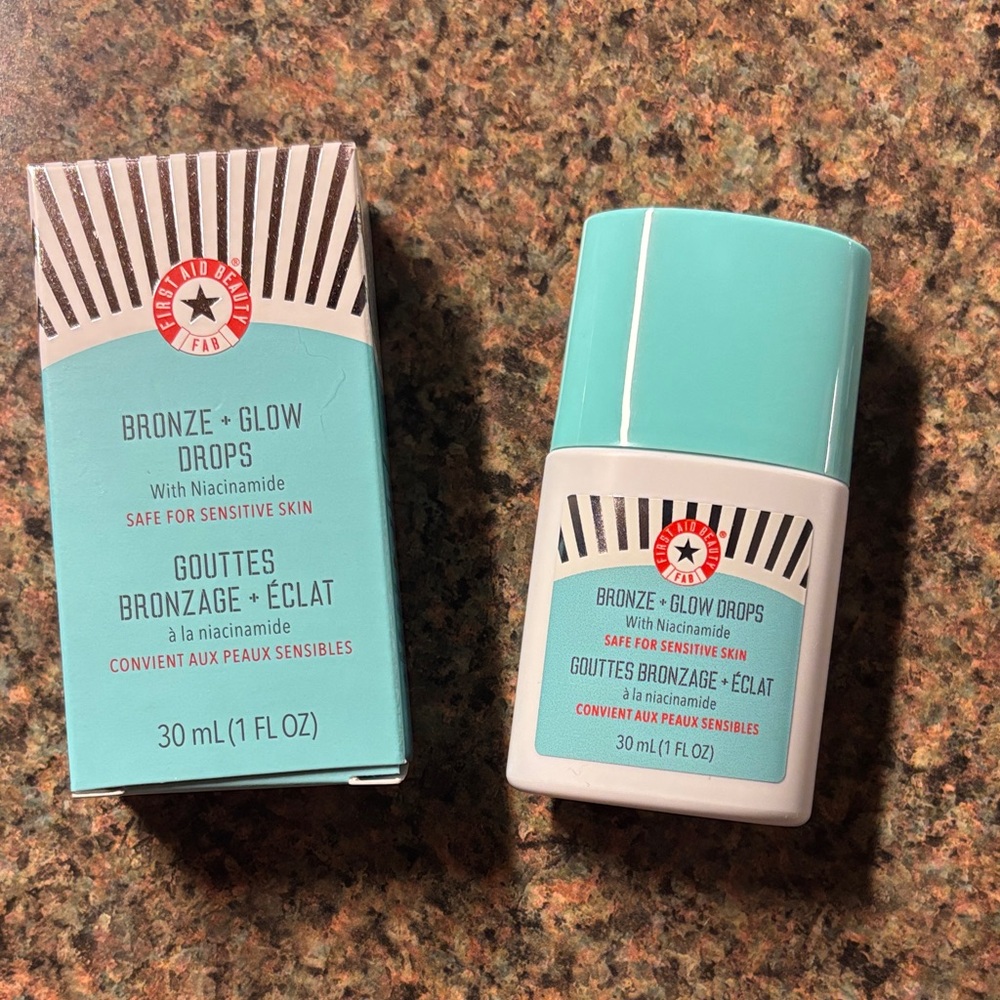 FIRST AID BEAUTY®
FAB
BRONZE + GLOW
DROPS
With Niacinamide
SAFE FOR SENSITIVE SKIN
GOUTTES
BRONZAGE + ÉCLAT
à la niacinamide
CONVIENT AUX PEAUX SENSIBLES
30 mL (1 FL OZ)
FIRST AID BEAUTY®
FAB
BRONZE + GLOW DROPS
With Niacinamide
SAFE FOR SENSITIVE SKIN
GOUTTES BRONZAGE + ÉCLAT
à la niacinamide
CONVIENT AUX PEAUX SENSIBLES
30 mL (1 FL OZ)